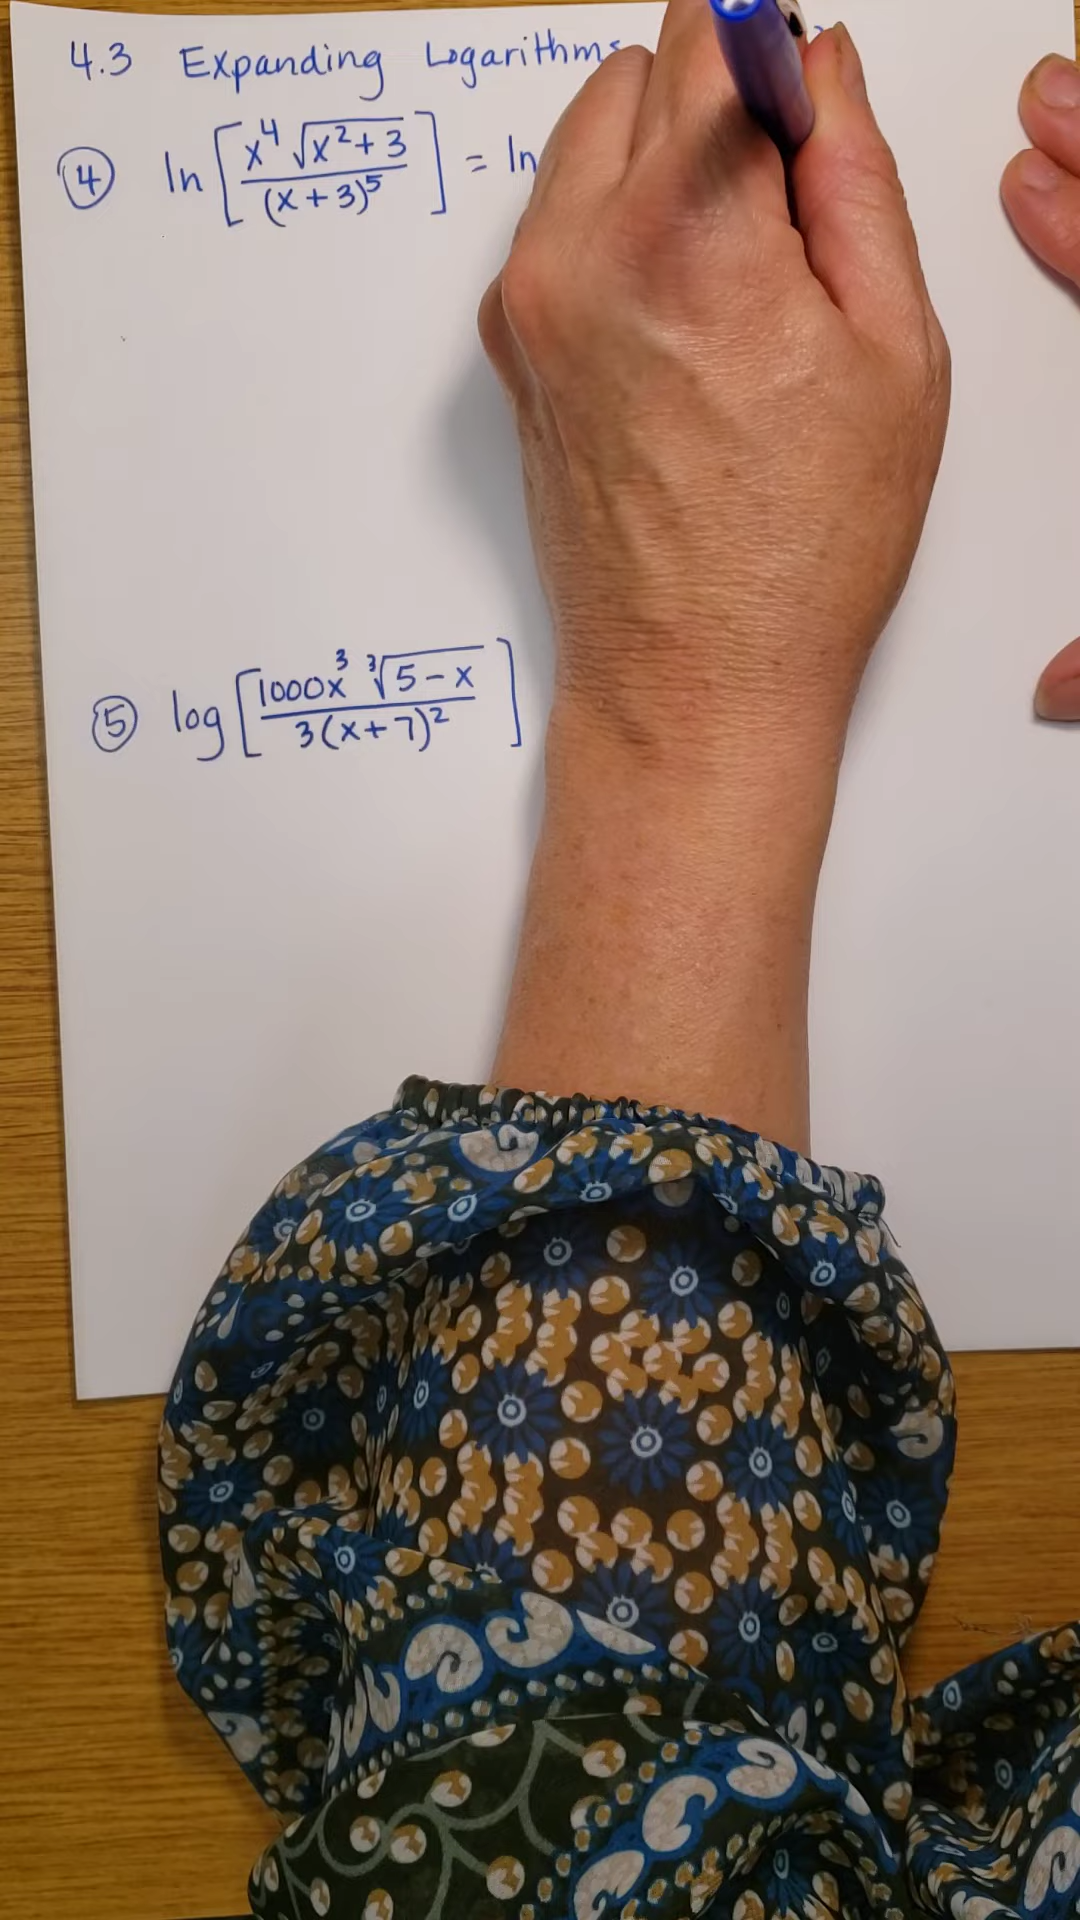 4.3 Expanding Logarithms
④ ln [ x⁴ √(x² + 3) / (x + 3)⁵ ] = ln
⑤ log [ 1000x³ ³√(5 - x) / 3(x + 7)² ]